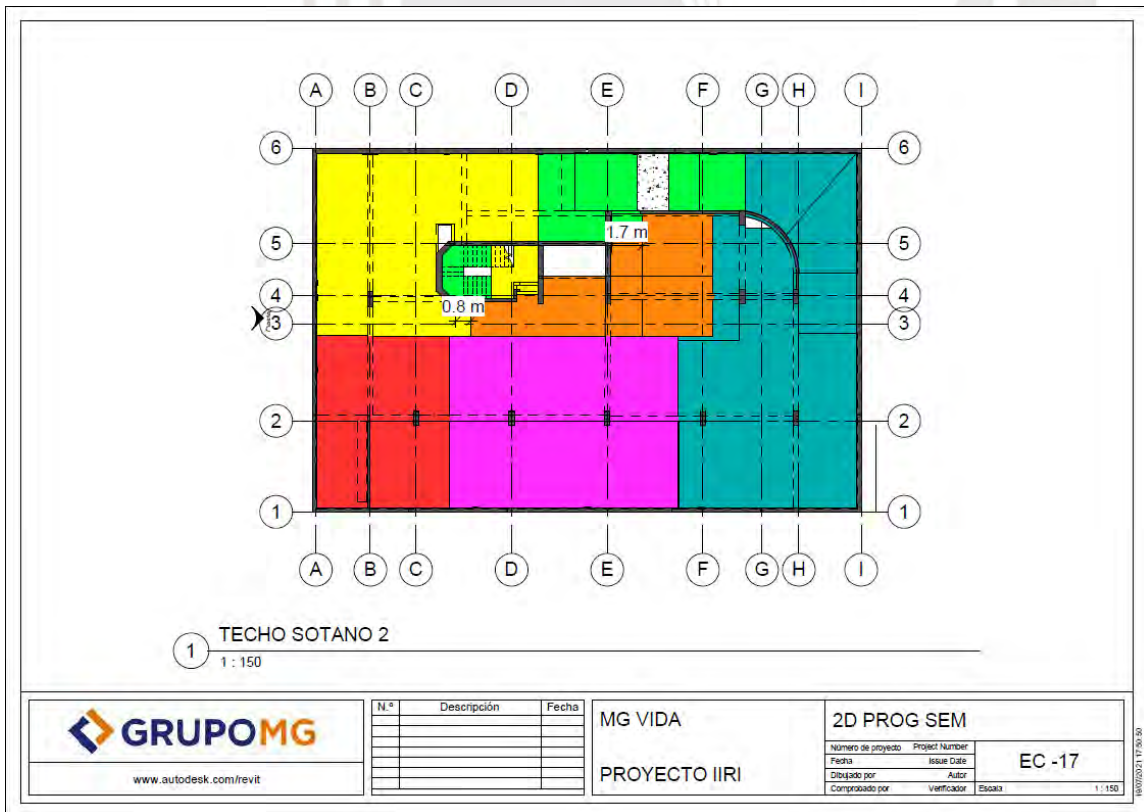 A B C D E F G H I
6 6
5 1.7 m 5
4 4
0.8 m
3 3
2 2
1 1
A B C D E F G H I
1 TECHO SOTANO 2
1 : 150
GRUPOMG
www.autodesk.com/revit
N.º Descripción Fecha
MG VIDA
PROYECTO IIRI
2D PROG SEM
Número de proyecto Project Number
Fecha Issue Date
Dibujado por Autor
Comprobado por Verificador
EC -17
Escala 1 : 150